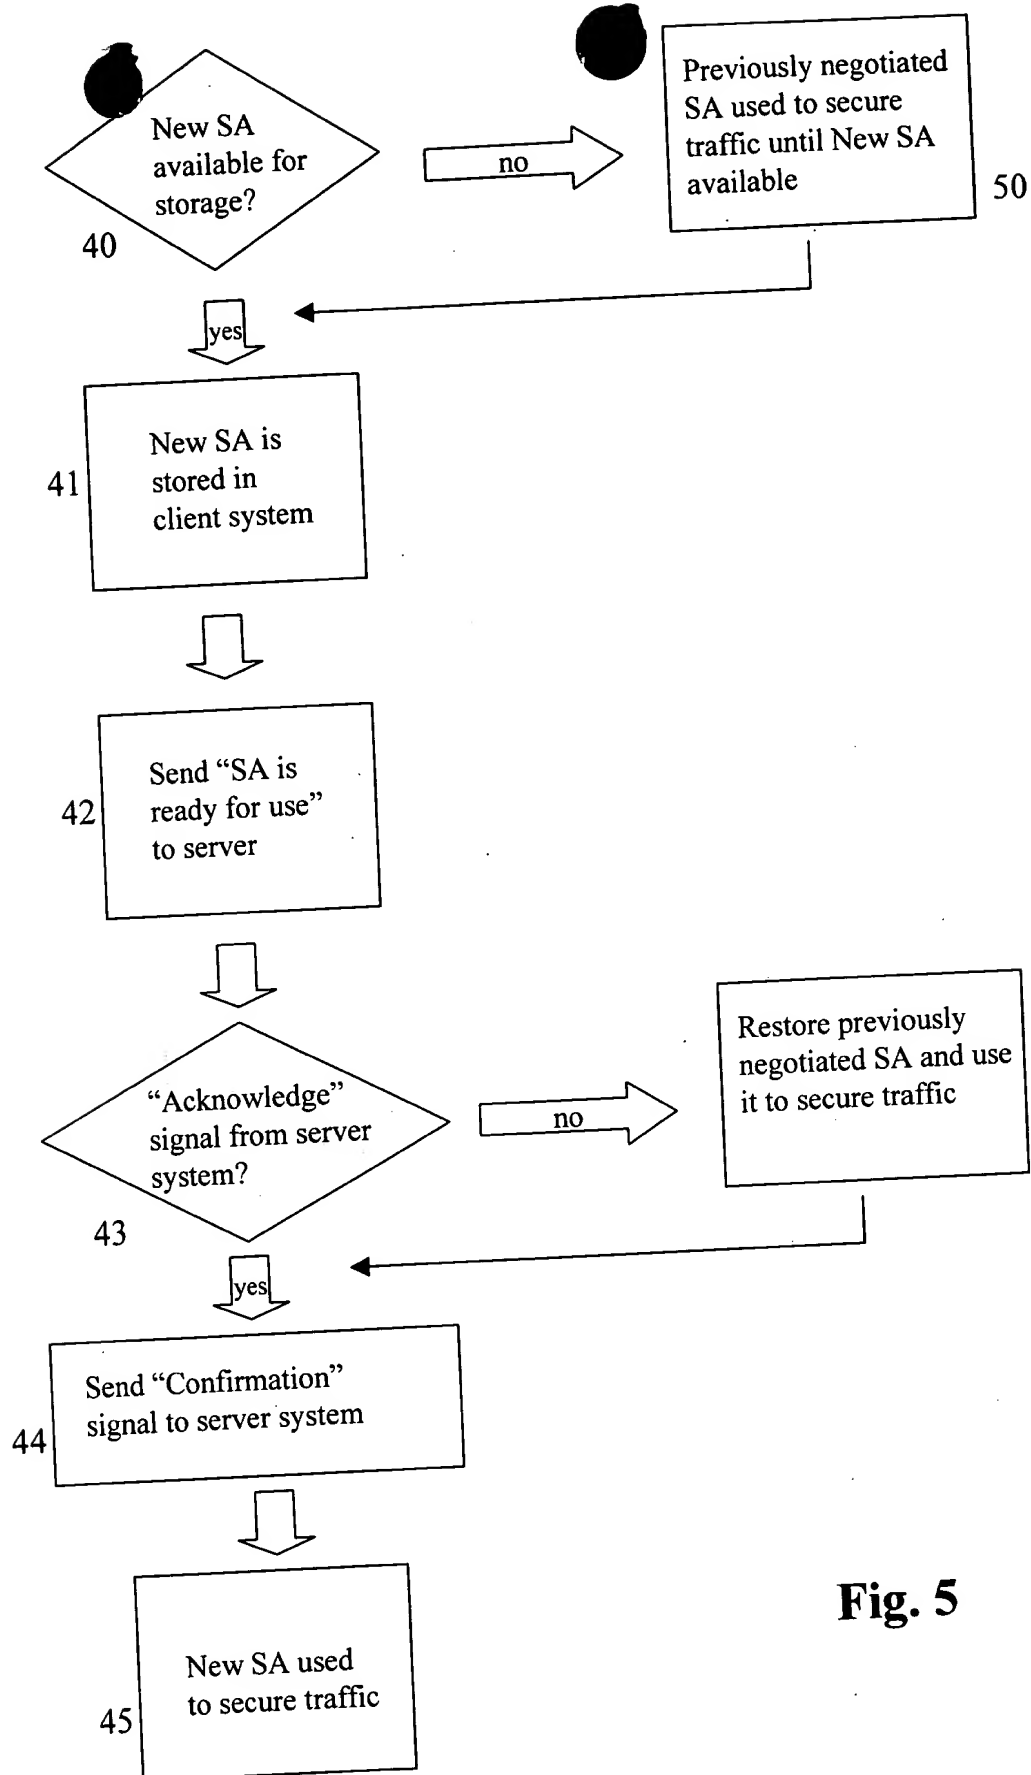 New SA
available for
storage?
40
no
Previously negotiated
SA used to secure
traffic until New SA
available
50
yes
New SA is
stored in
client system
41
Send “SA is
ready for use”
to server
42
“Acknowledge”
signal from server
system?
43
no
Restore previously
negotiated SA and use
it to secure traffic
yes
Send “Confirmation”
signal to server system
44
New SA used
to secure traffic
45
Fig. 5